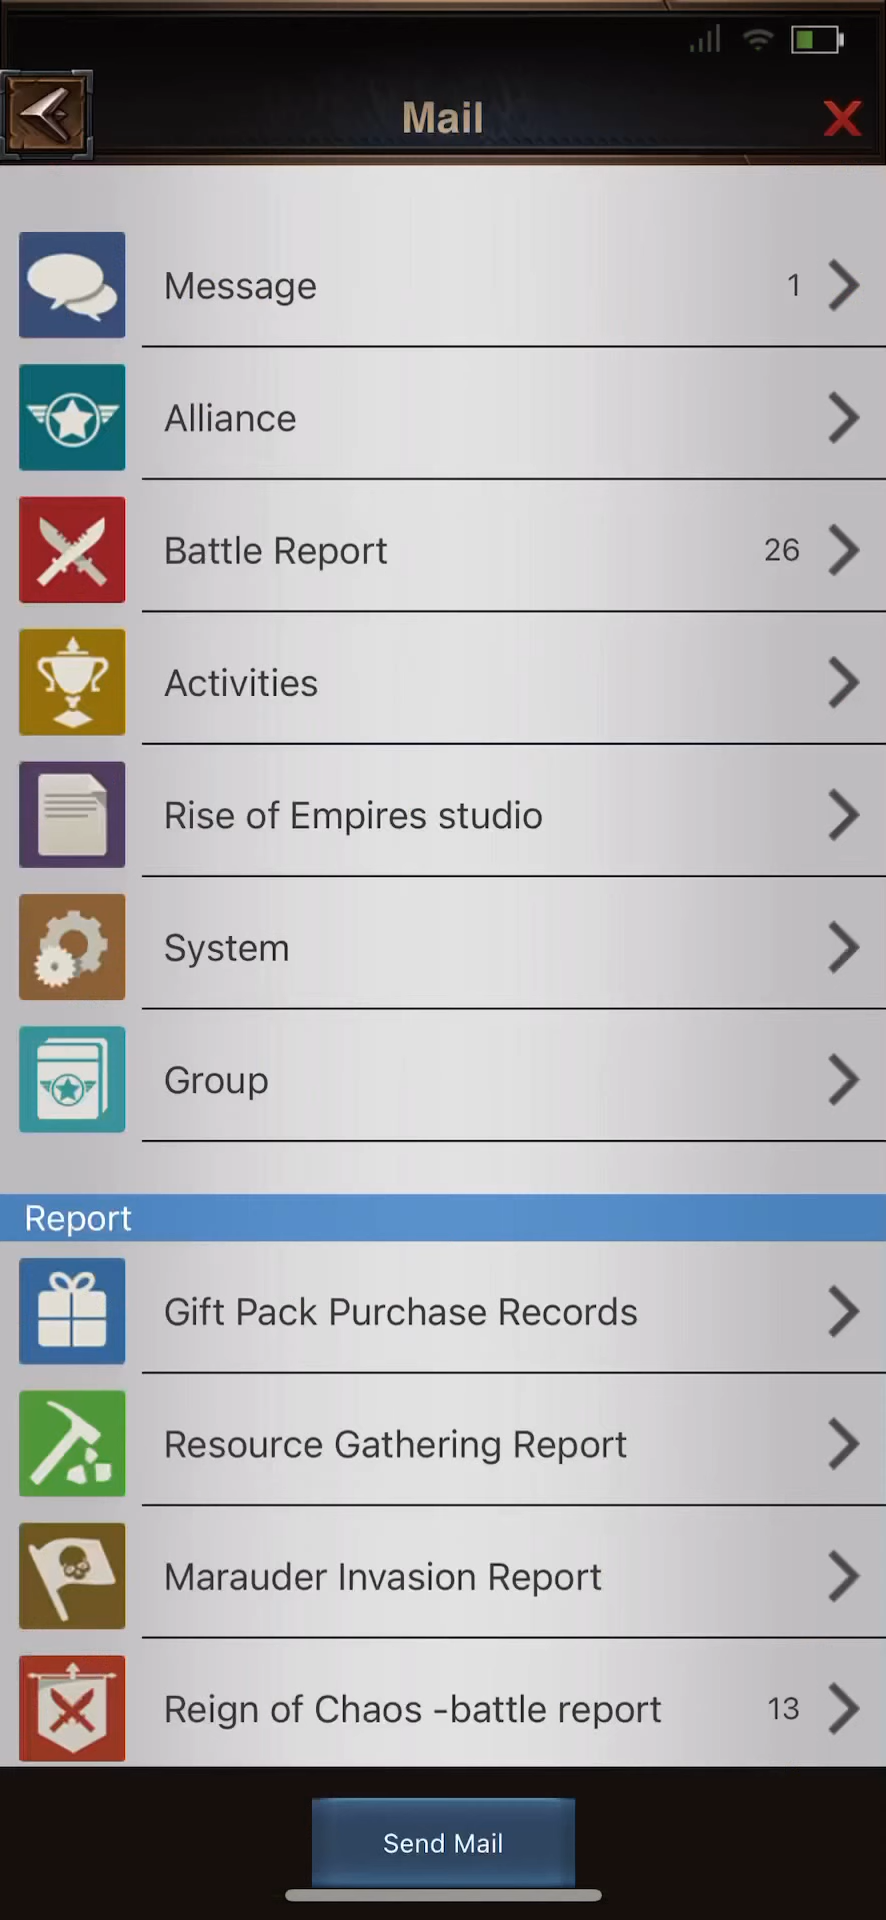 Mail
Message 1
Alliance
Battle Report 26
Activities
Rise of Empires studio
System
Group
Report
Gift Pack Purchase Records
Resource Gathering Report
Marauder Invasion Report
Reign of Chaos -battle report 13
Send Mail